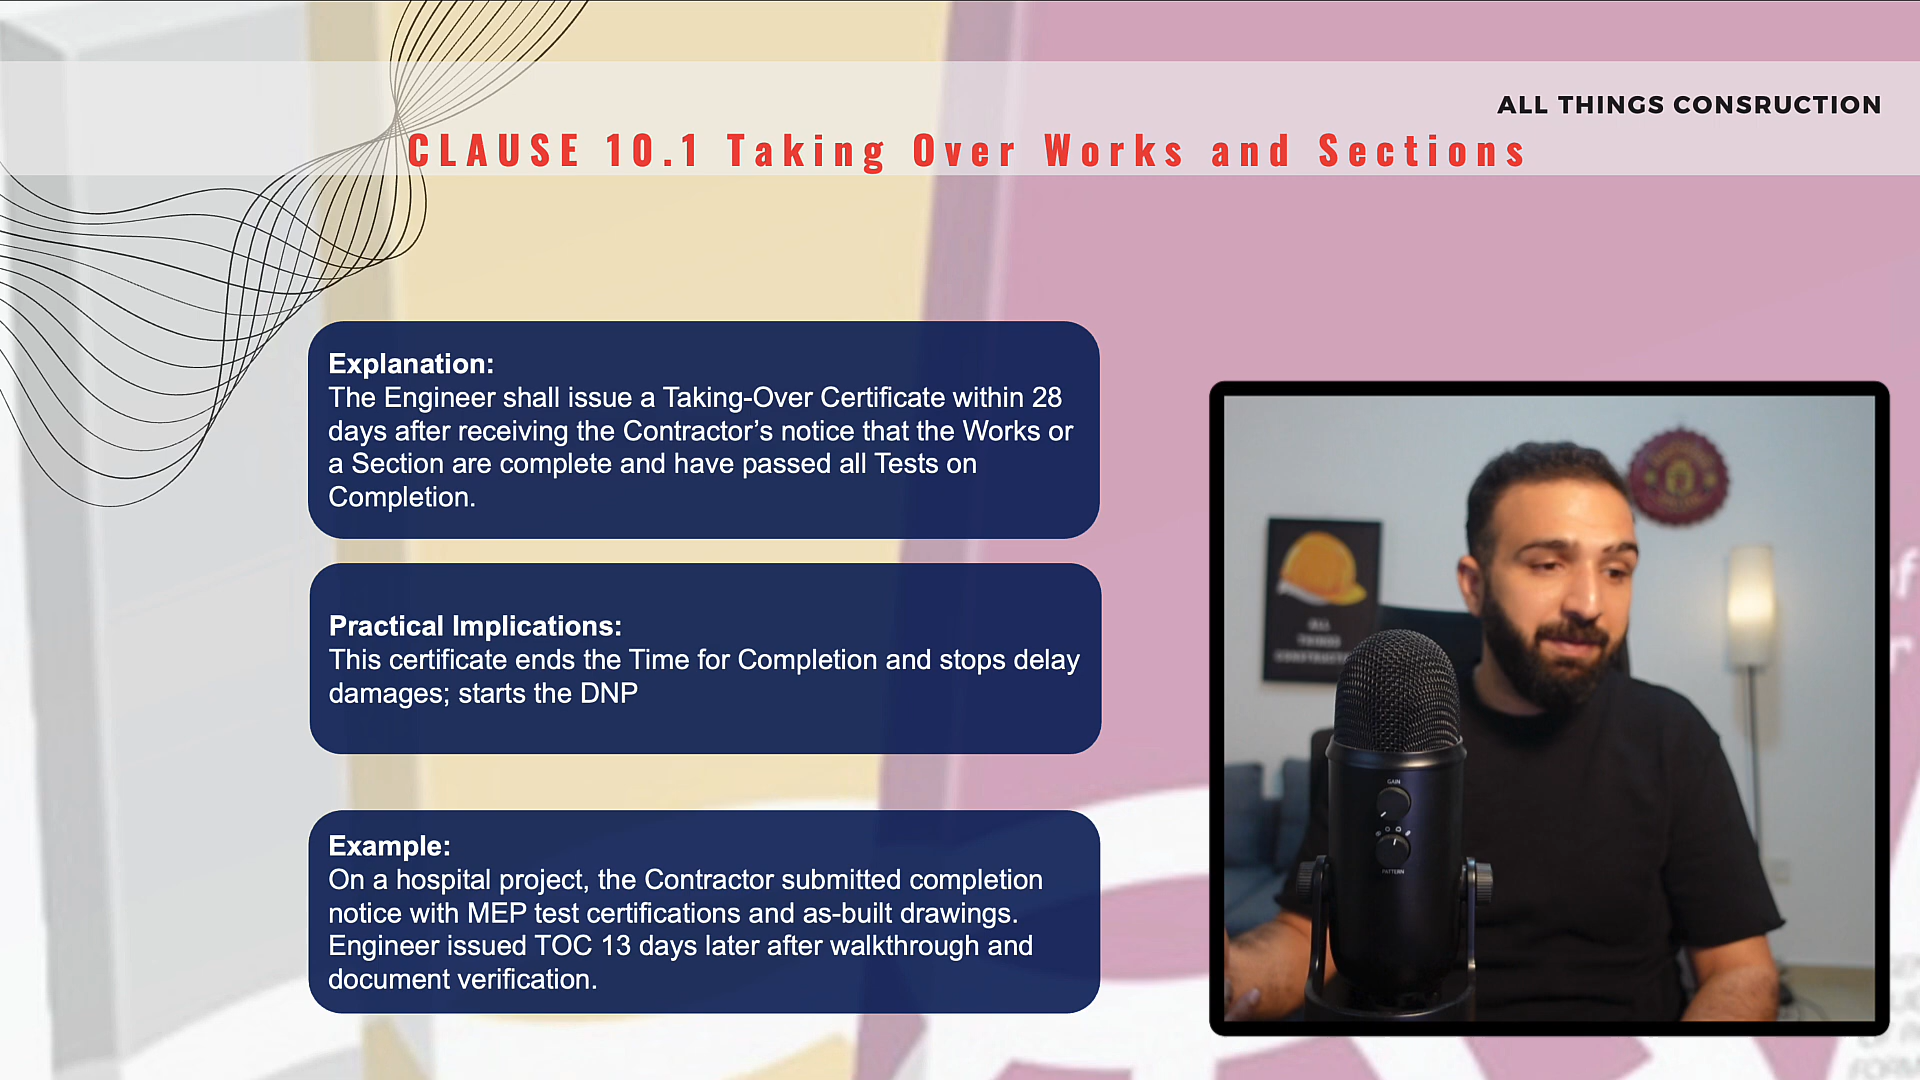 ALL THINGS CONSRUCTION
CLAUSE 10.1 Taking Over Works and Sections
Explanation:
The Engineer shall issue a Taking-Over Certificate within 28
days after receiving the Contractor’s notice that the Works or
a Section are complete and have passed all Tests on
Completion.
Practical Implications:
This certificate ends the Time for Completion and stops delay
damages; starts the DNP
Example:
On a hospital project, the Contractor submitted completion
notice with MEP test certifications and as-built drawings.
Engineer issued TOC 13 days later after walkthrough and
document verification.
ALL
THINGS
GAIN
PATTERN